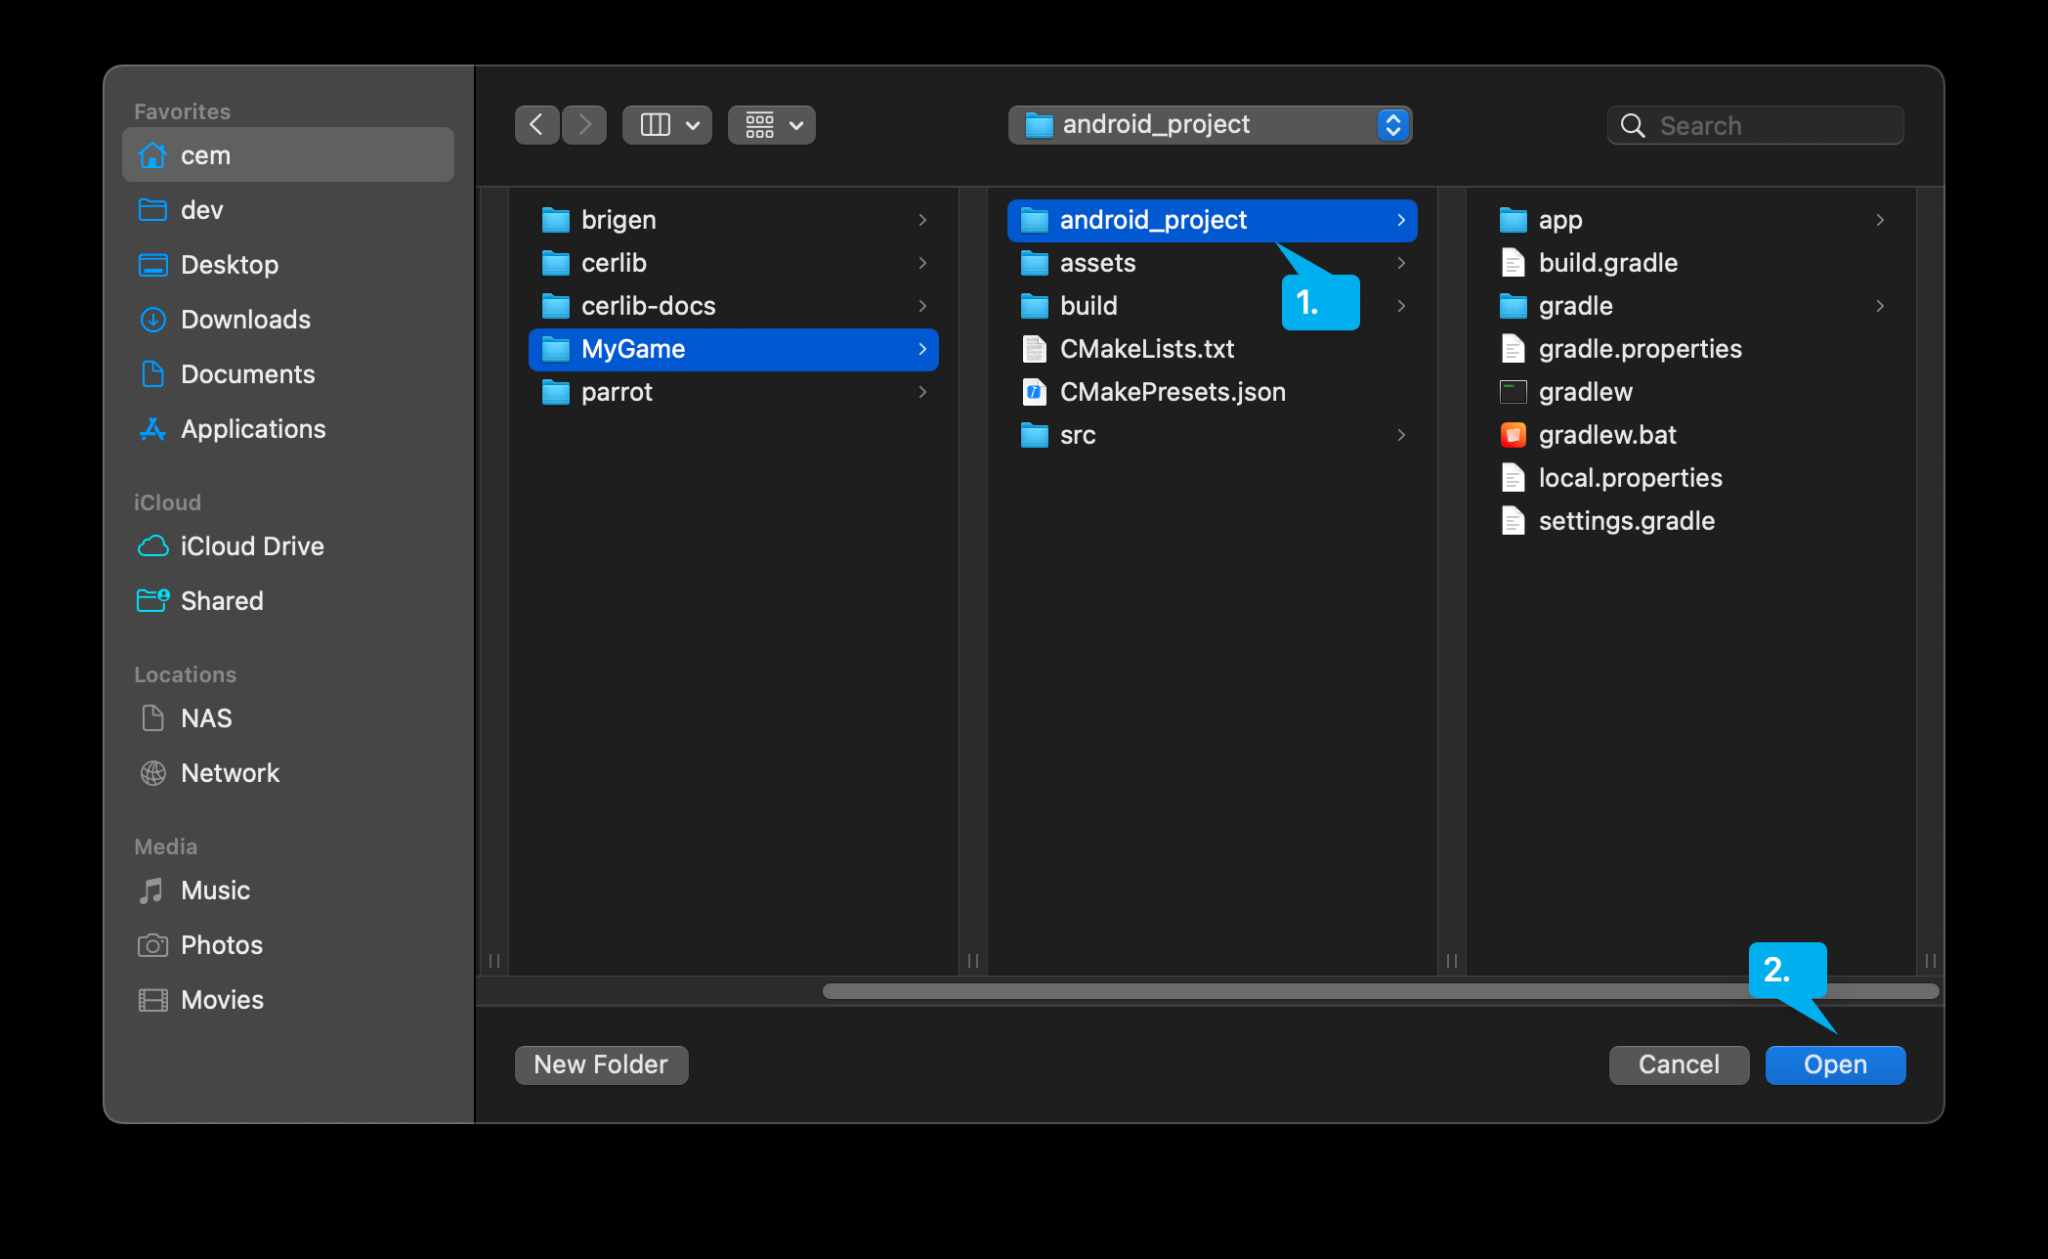 Favorites
cem
dev
Desktop
Downloads
Documents
Applications
iCloud
iCloud Drive
Shared
Locations
NAS
Network
Media
Music
Photos
Movies
android_project
Search
brigen
cerlib
cerlib-docs
MyGame
parrot
android_project
assets
build
CMakeLists.txt
CMakePresets.json
src
1.
app
build.gradle
gradle
gradle.properties
gradlew
gradlew.bat
local.properties
settings.gradle
2.
New Folder
Cancel
Open